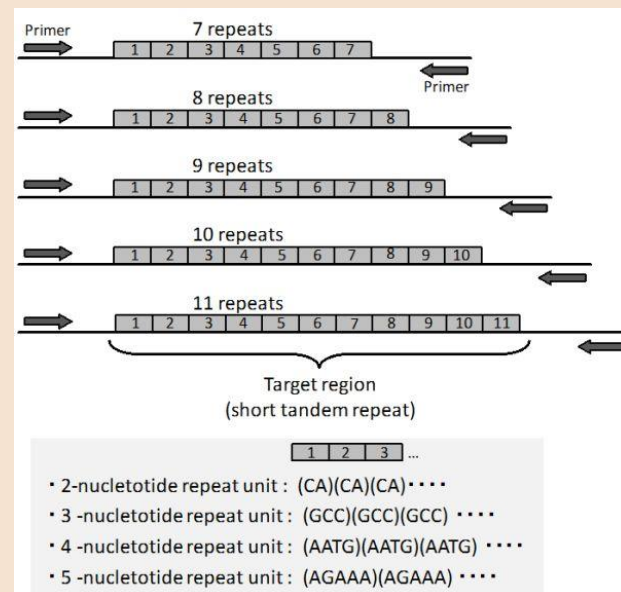 Primer
7 repeats
1 2 3 4 5 6 7
Primer
8 repeats
1 2 3 4 5 6 7 8
9 repeats
1 2 3 4 5 6 7 8 9
10 repeats
1 2 3 4 5 6 7 8 9 10
11 repeats
1 2 3 4 5 6 7 8 9 10 11
Target region
(short tandem repeat)
1 2 3 ...
・2-nucletotide repeat unit : (CA)(CA)(CA)････
・3 -nucletotide repeat unit : (GCC)(GCC)(GCC) ････
・4 -nucletotide repeat unit : (AATG)(AATG)(AATG) ････
・5 -nucletotide repeat unit : (AGAAA)(AGAAA) ････